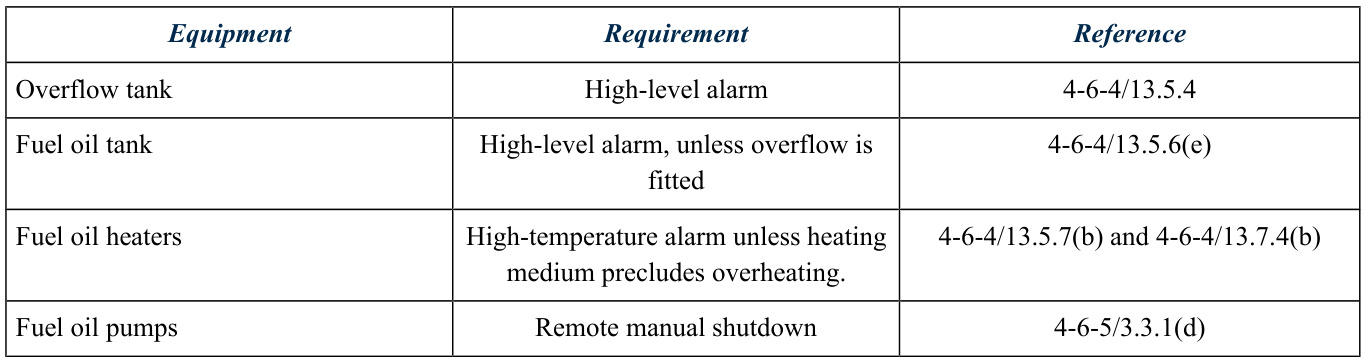 Equipment Requirement Reference
Overflow tank High-level alarm 4-6-4/13.5.4
Fuel oil tank High-level alarm, unless overflow is 4-6-4/13.5.6(e)
fitted
Fuel oil heaters High-temperature alarm unless heating 4-6-4/13.5.7(b) and 4-6-4/13.7.4(b)
medium precludes overheating.
Fuel oil pumps Remote manual shutdown 4-6-5/3.3.1(d)